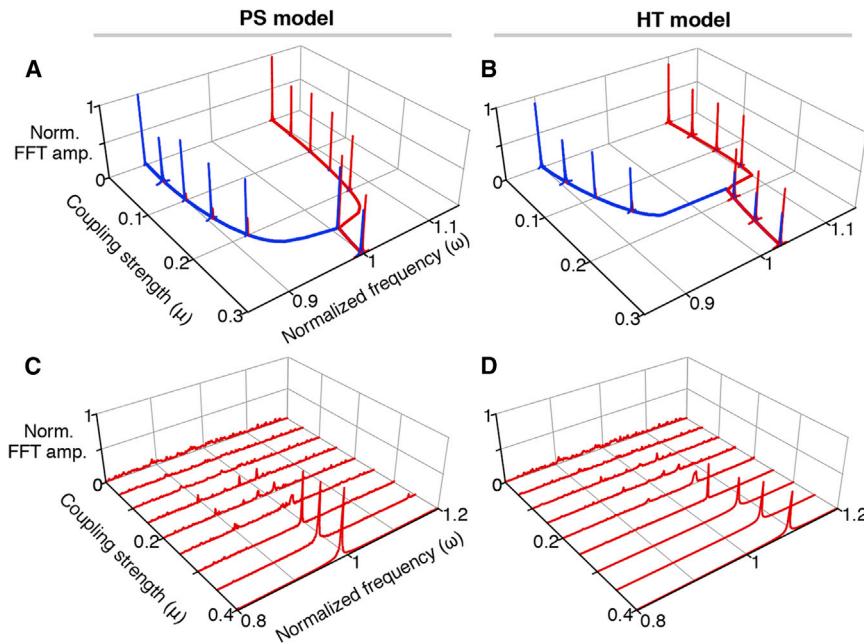 PS model
HT model
A
B
1
Norm.
FFT amp.
0
0.1
0.2
0.3
Coupling strength (μ)
0.9
1
1.1
Normalized frequency (ω)
1
0
0.1
0.2
0.3
0.9
1
1.1
C
D
1
Norm.
FFT amp.
0
0.2
0.4
Coupling strength (μ)
0.8
1
1.2
Normalized frequency (ω)
1
0
0.2
0.4
0.8
1
1.2